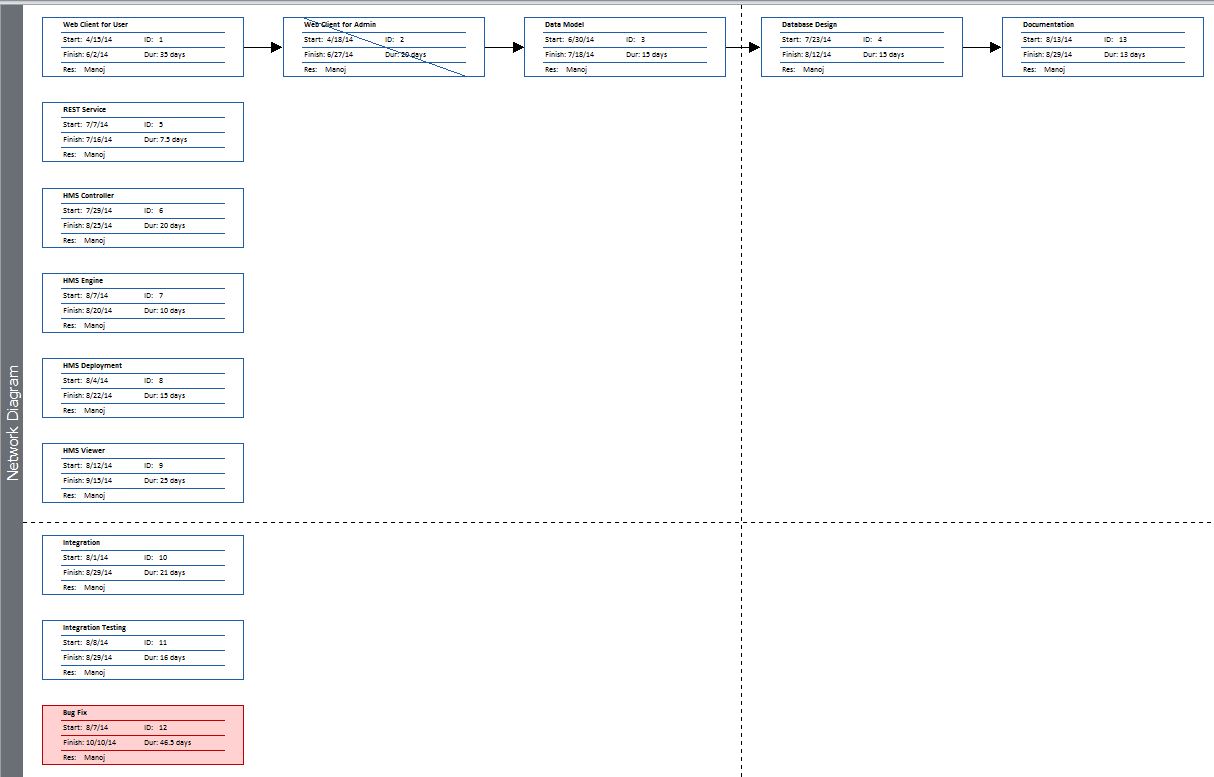 Network Diagram
Web Client for User
Start: 4/15/14 ID: 1
Finish: 6/2/14 Dur: 35 days
Res: Manoj
Web Client for Admin
Start: 4/18/14 ID: 2
Finish: 6/27/14 Dur: 20 days
Res: Manoj
Data Model
Start: 6/30/14 ID: 3
Finish: 7/18/14 Dur: 15 days
Res: Manoj
Database Design
Start: 7/23/14 ID: 4
Finish: 8/12/14 Dur: 15 days
Res: Manoj
Documentation
Start: 8/13/14 ID: 13
Finish: 8/29/14 Dur: 13 days
Res: Manoj
REST Service
Start: 7/7/14 ID: 5
Finish: 7/16/14 Dur: 7.5 days
Res: Manoj
HMS Controller
Start: 7/29/14 ID: 6
Finish: 8/25/14 Dur: 20 days
Res: Manoj
HMS Engine
Start: 8/7/14 ID: 7
Finish: 8/20/14 Dur: 10 days
Res: Manoj
HMS Deployment
Start: 8/4/14 ID: 8
Finish: 8/22/14 Dur: 15 days
Res: Manoj
HMS Viewer
Start: 8/12/14 ID: 9
Finish: 9/15/14 Dur: 25 days
Res: Manoj
Integration
Start: 8/1/14 ID: 10
Finish: 8/29/14 Dur: 21 days
Res: Manoj
Integration Testing
Start: 8/8/14 ID: 11
Finish: 8/29/14 Dur: 16 days
Res: Manoj
Bug Fix
Start: 8/7/14 ID: 12
Finish: 10/10/14 Dur: 46.5 days
Res: Manoj